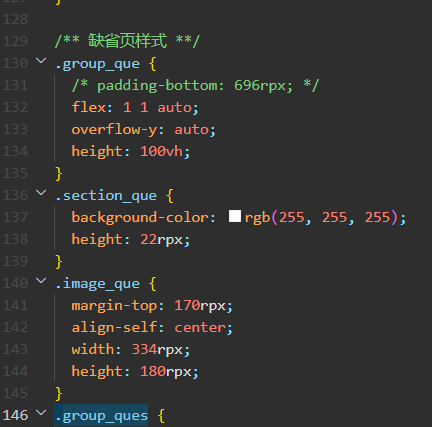 128
129 /** 缺省页样式 **/
130 .group_que {
131 /* padding-bottom: 696rpx; */
132 flex: 1 1 auto;
133 overflow-y: auto;
134 height: 100vh;
135 }
136 .section_que {
137 background-color: rgb(255, 255, 255);
138 height: 22rpx;
139 }
140 .image_que {
141 margin-top: 170rpx;
142 align-self: center;
143 width: 334rpx;
144 height: 180rpx;
145 }
146 .group_ques {